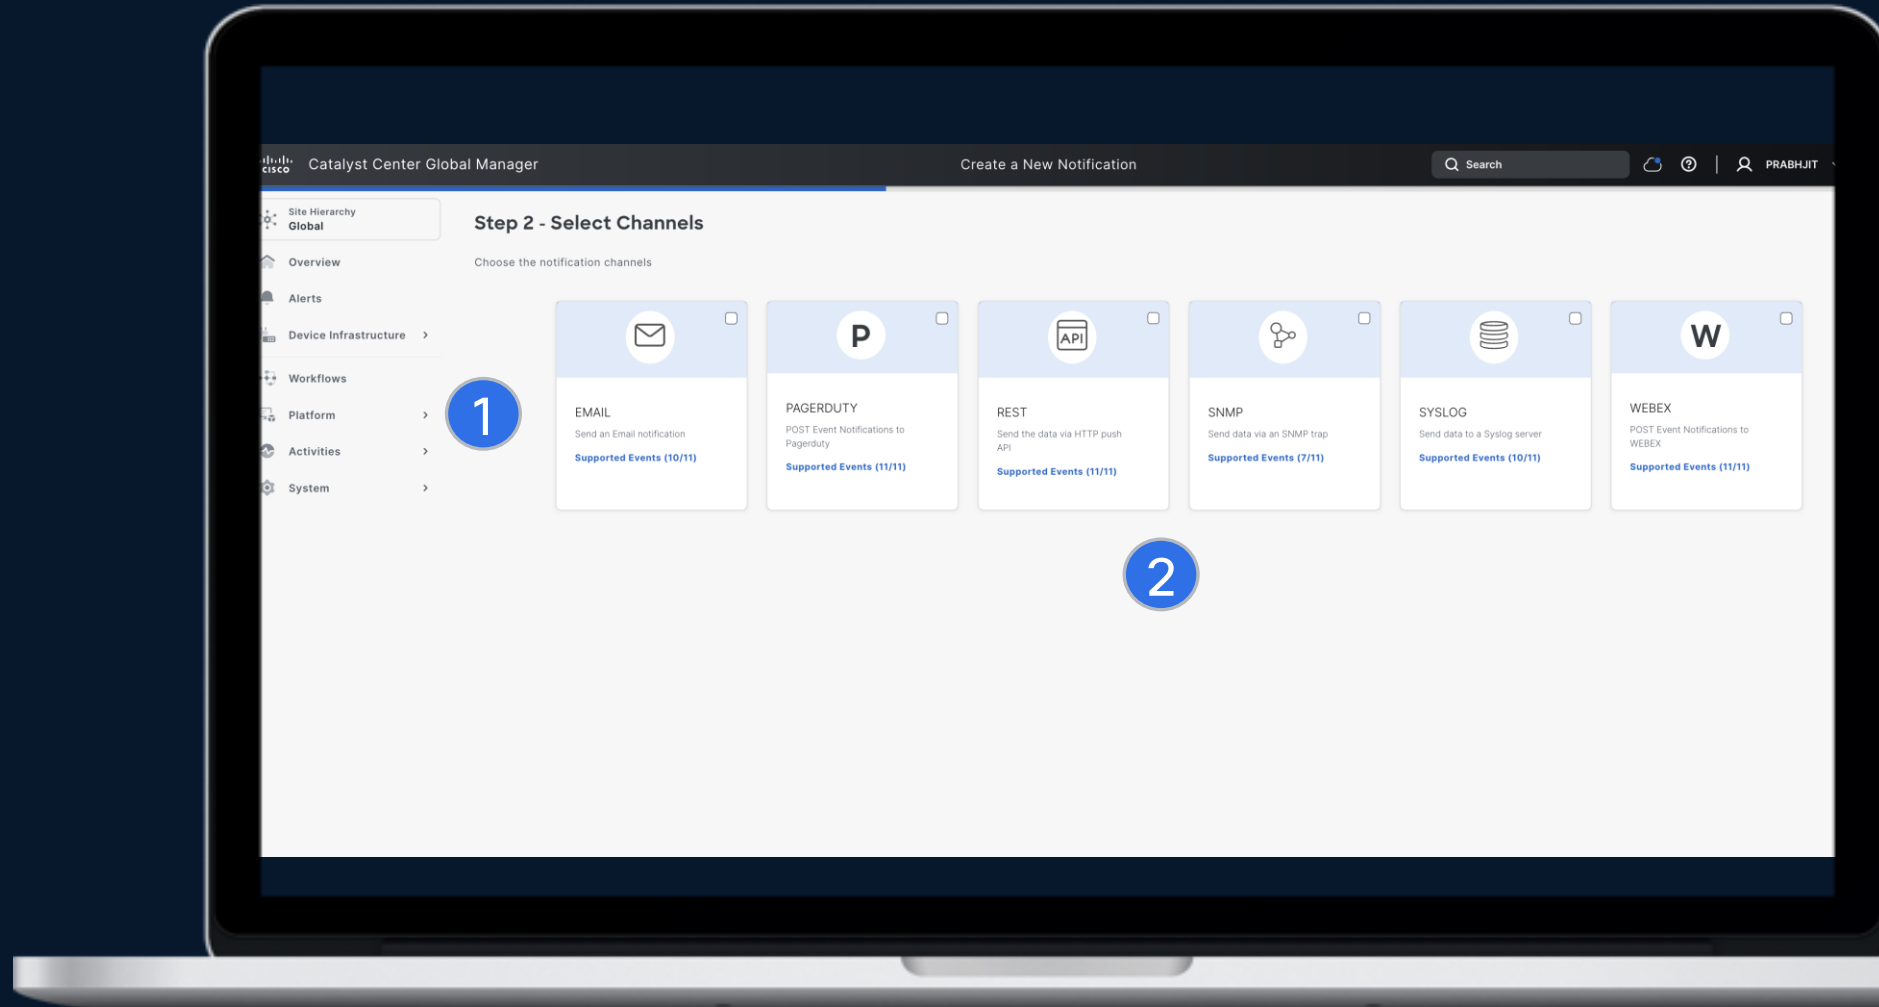 CISCO
Catalyst Center Global Manager
Create a New Notification
Search
PRABHJIT
Site Hierarchy
Global
Overview
Alerts
Device Infrastructure
Workflows
Platform
Activities
System
Step 2 - Select Channels
Choose the notification channels
1
EMAIL
Send an Email notification
Supported Events (10/11)
P
PAGERDUTY
POST Event Notifications to
Pagerduty
Supported Events (11/11)
API
REST
Send the data via HTTP push
API
Supported Events (11/11)
SNMP
Send data via an SNMP trap
Supported Events (7/11)
SYSLOG
Send data to a Syslog server
Supported Events (10/11)
W
WEBEX
POST Event Notifications to
WEBEX
Supported Events (11/11)
2